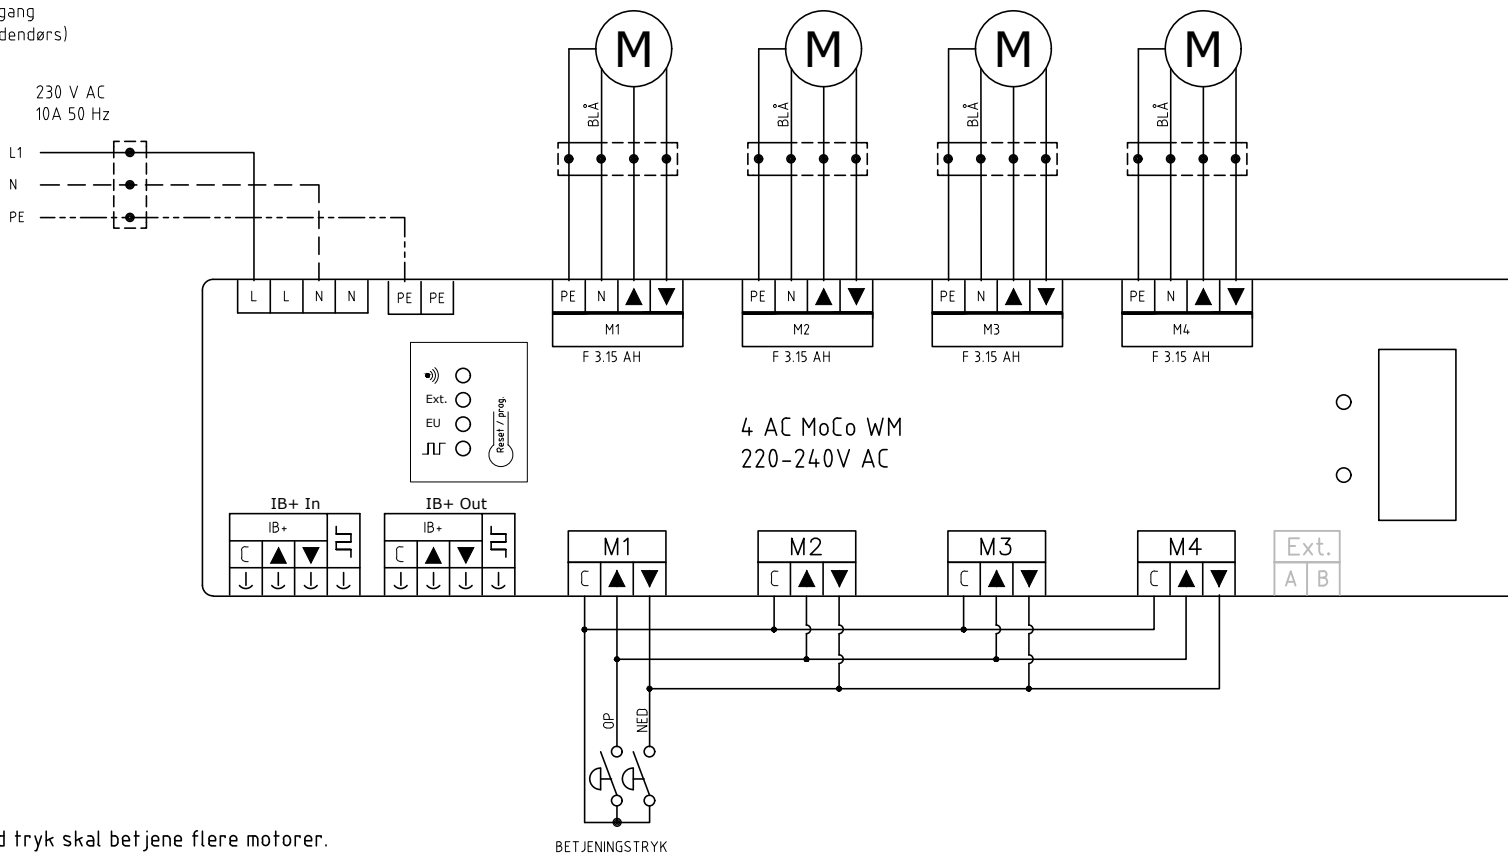 gang
dendørs)
230 V AC
10A 50 Hz
L1
N
PE
M M M M
BLÅ BLÅ BLÅ BLÅ
L L N N PE PE
PE N ▲ ▼ PE N ▲ ▼ PE N ▲ ▼ PE N ▲ ▼
M1 M2 M3 M4
F 3.15 AH F 3.15 AH F 3.15 AH F 3.15 AH
Ext.
EU
Reset / prog.
4 AC MoCo WM
220-240V AC
IB+ In IB+ Out
IB+ IB+
C ▲ ▼ C ▲ ▼
M1 M2 M3 M4 Ext.
C ▲ ▼ C ▲ ▼ C ▲ ▼ C ▲ ▼ A B
OP NED
d tryk skal betjene flere motorer.
BETJENINGSTRYK